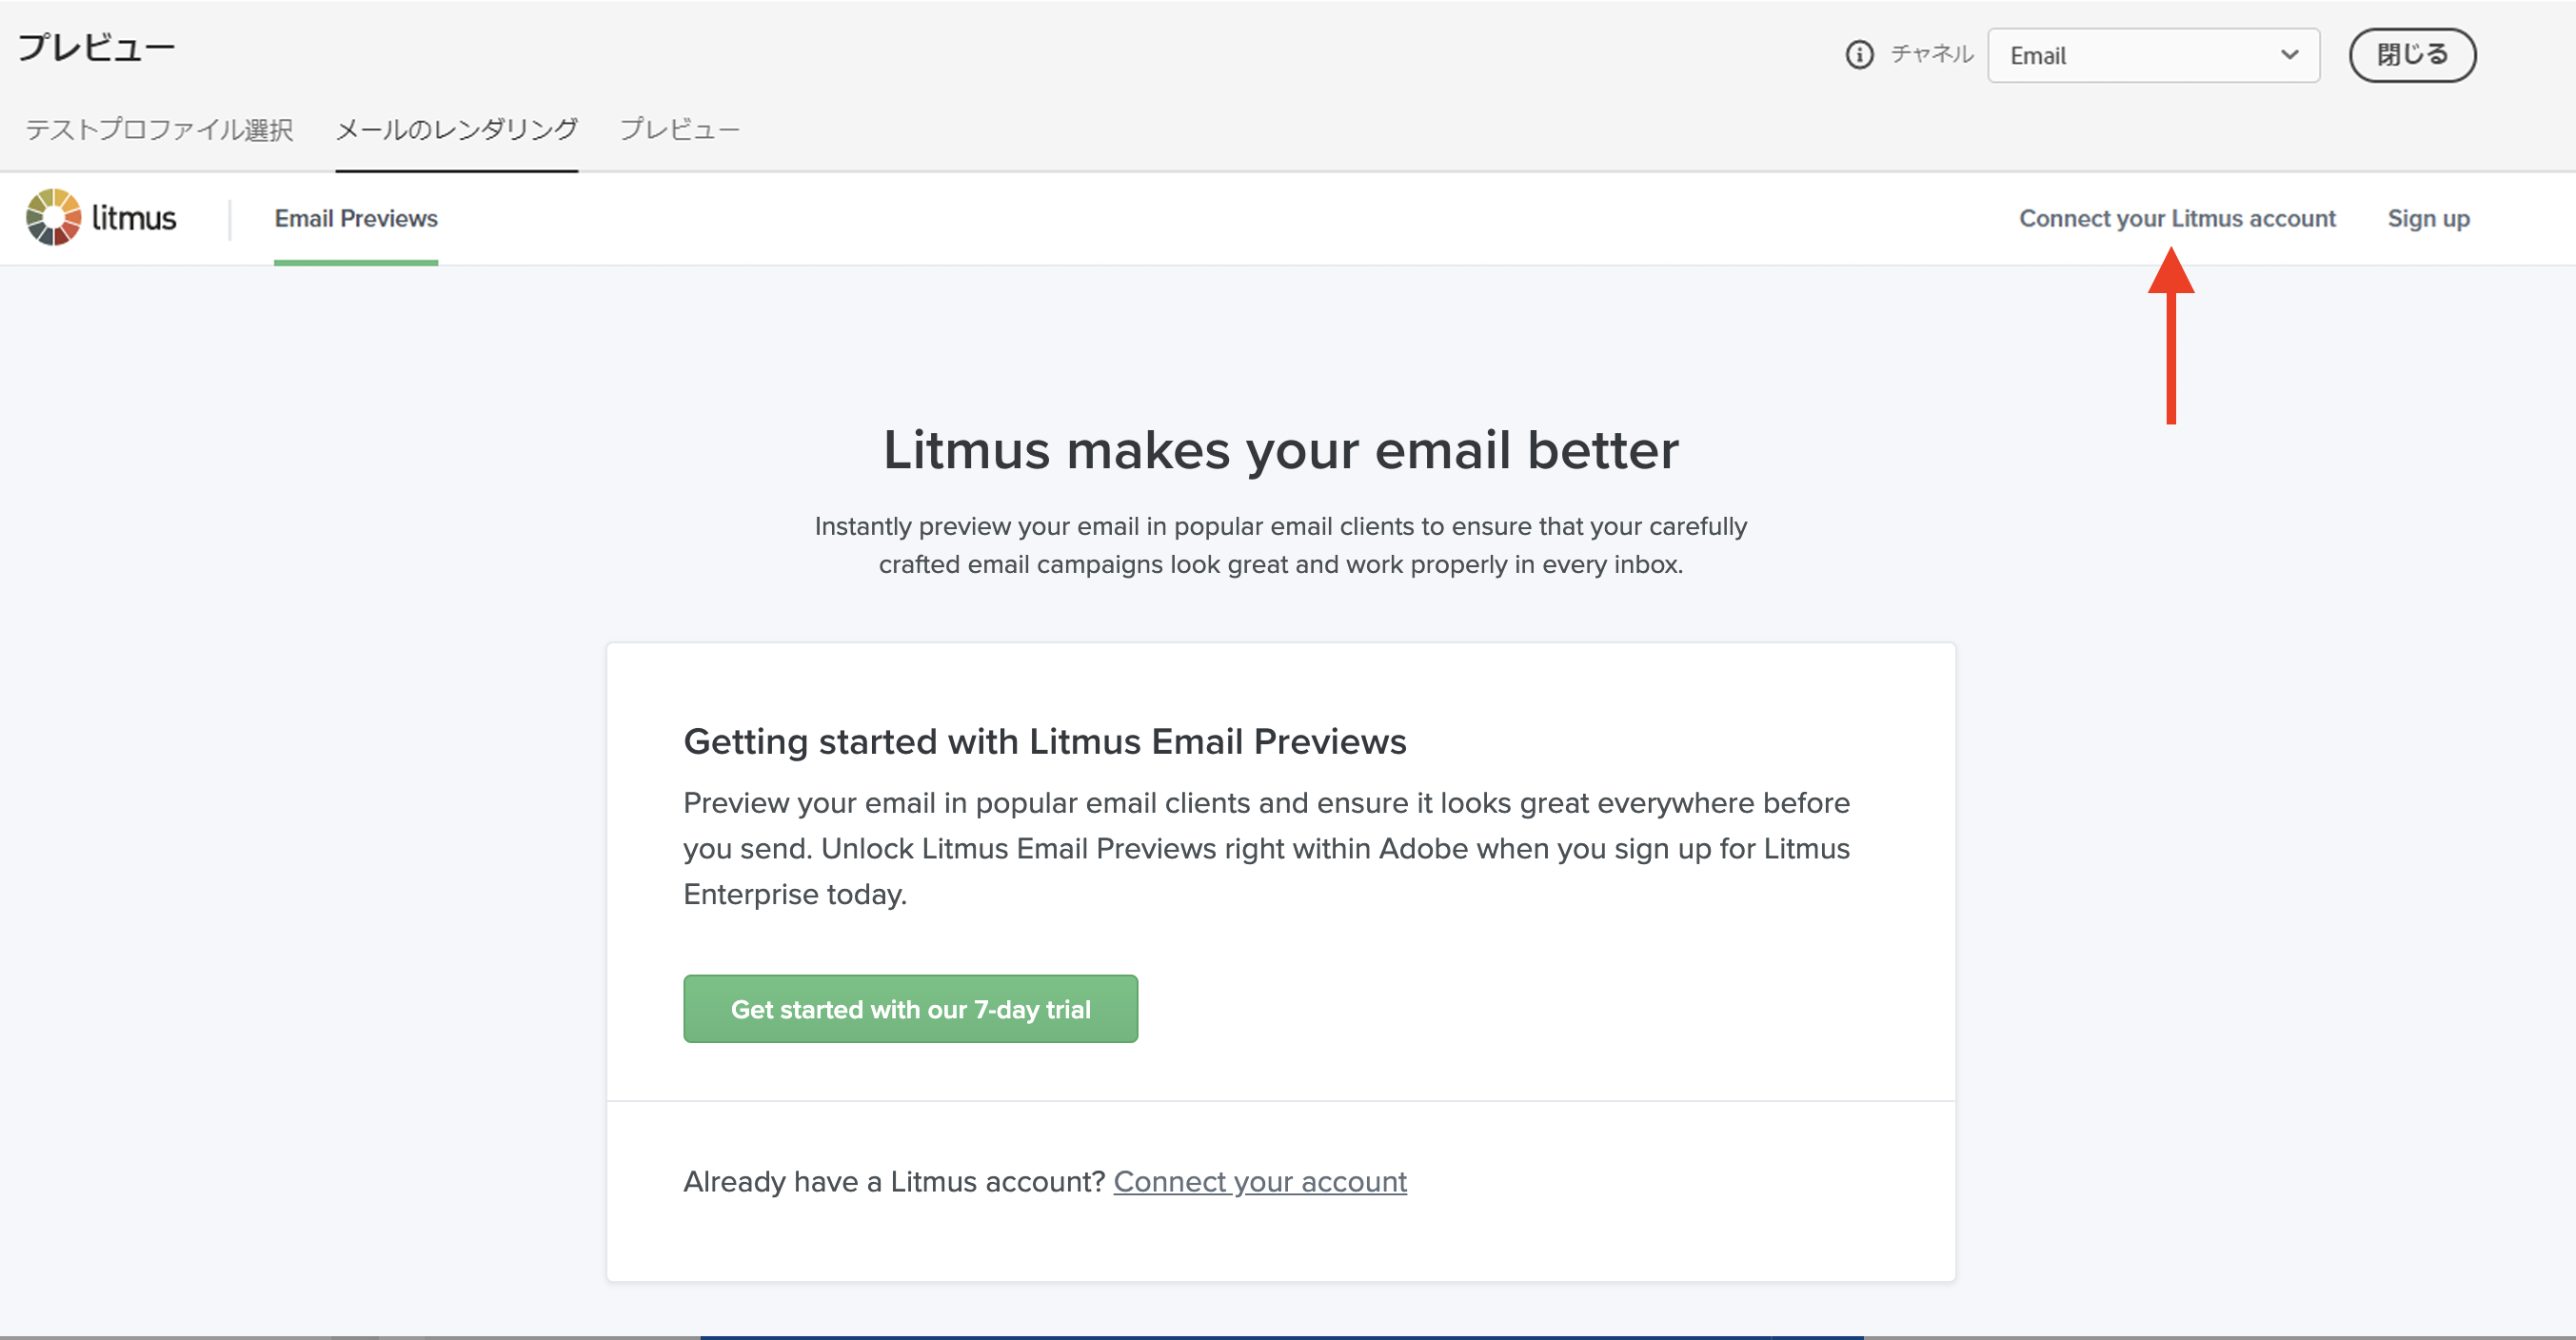 プレビュー
チャネル
Email
閉じる
テストプロファイル選択
メールのレンダリング
プレビュー
litmus
Email Previews
Connect your Litmus account
Sign up
Litmus makes your email better
Instantly preview your email in popular email clients to ensure that your carefully
crafted email campaigns look great and work properly in every inbox.
Getting started with Litmus Email Previews
Preview your email in popular email clients and ensure it looks great everywhere before
you send. Unlock Litmus Email Previews right within Adobe when you sign up for Litmus
Enterprise today.
Get started with our 7-day trial
Already have a Litmus account? Connect your account